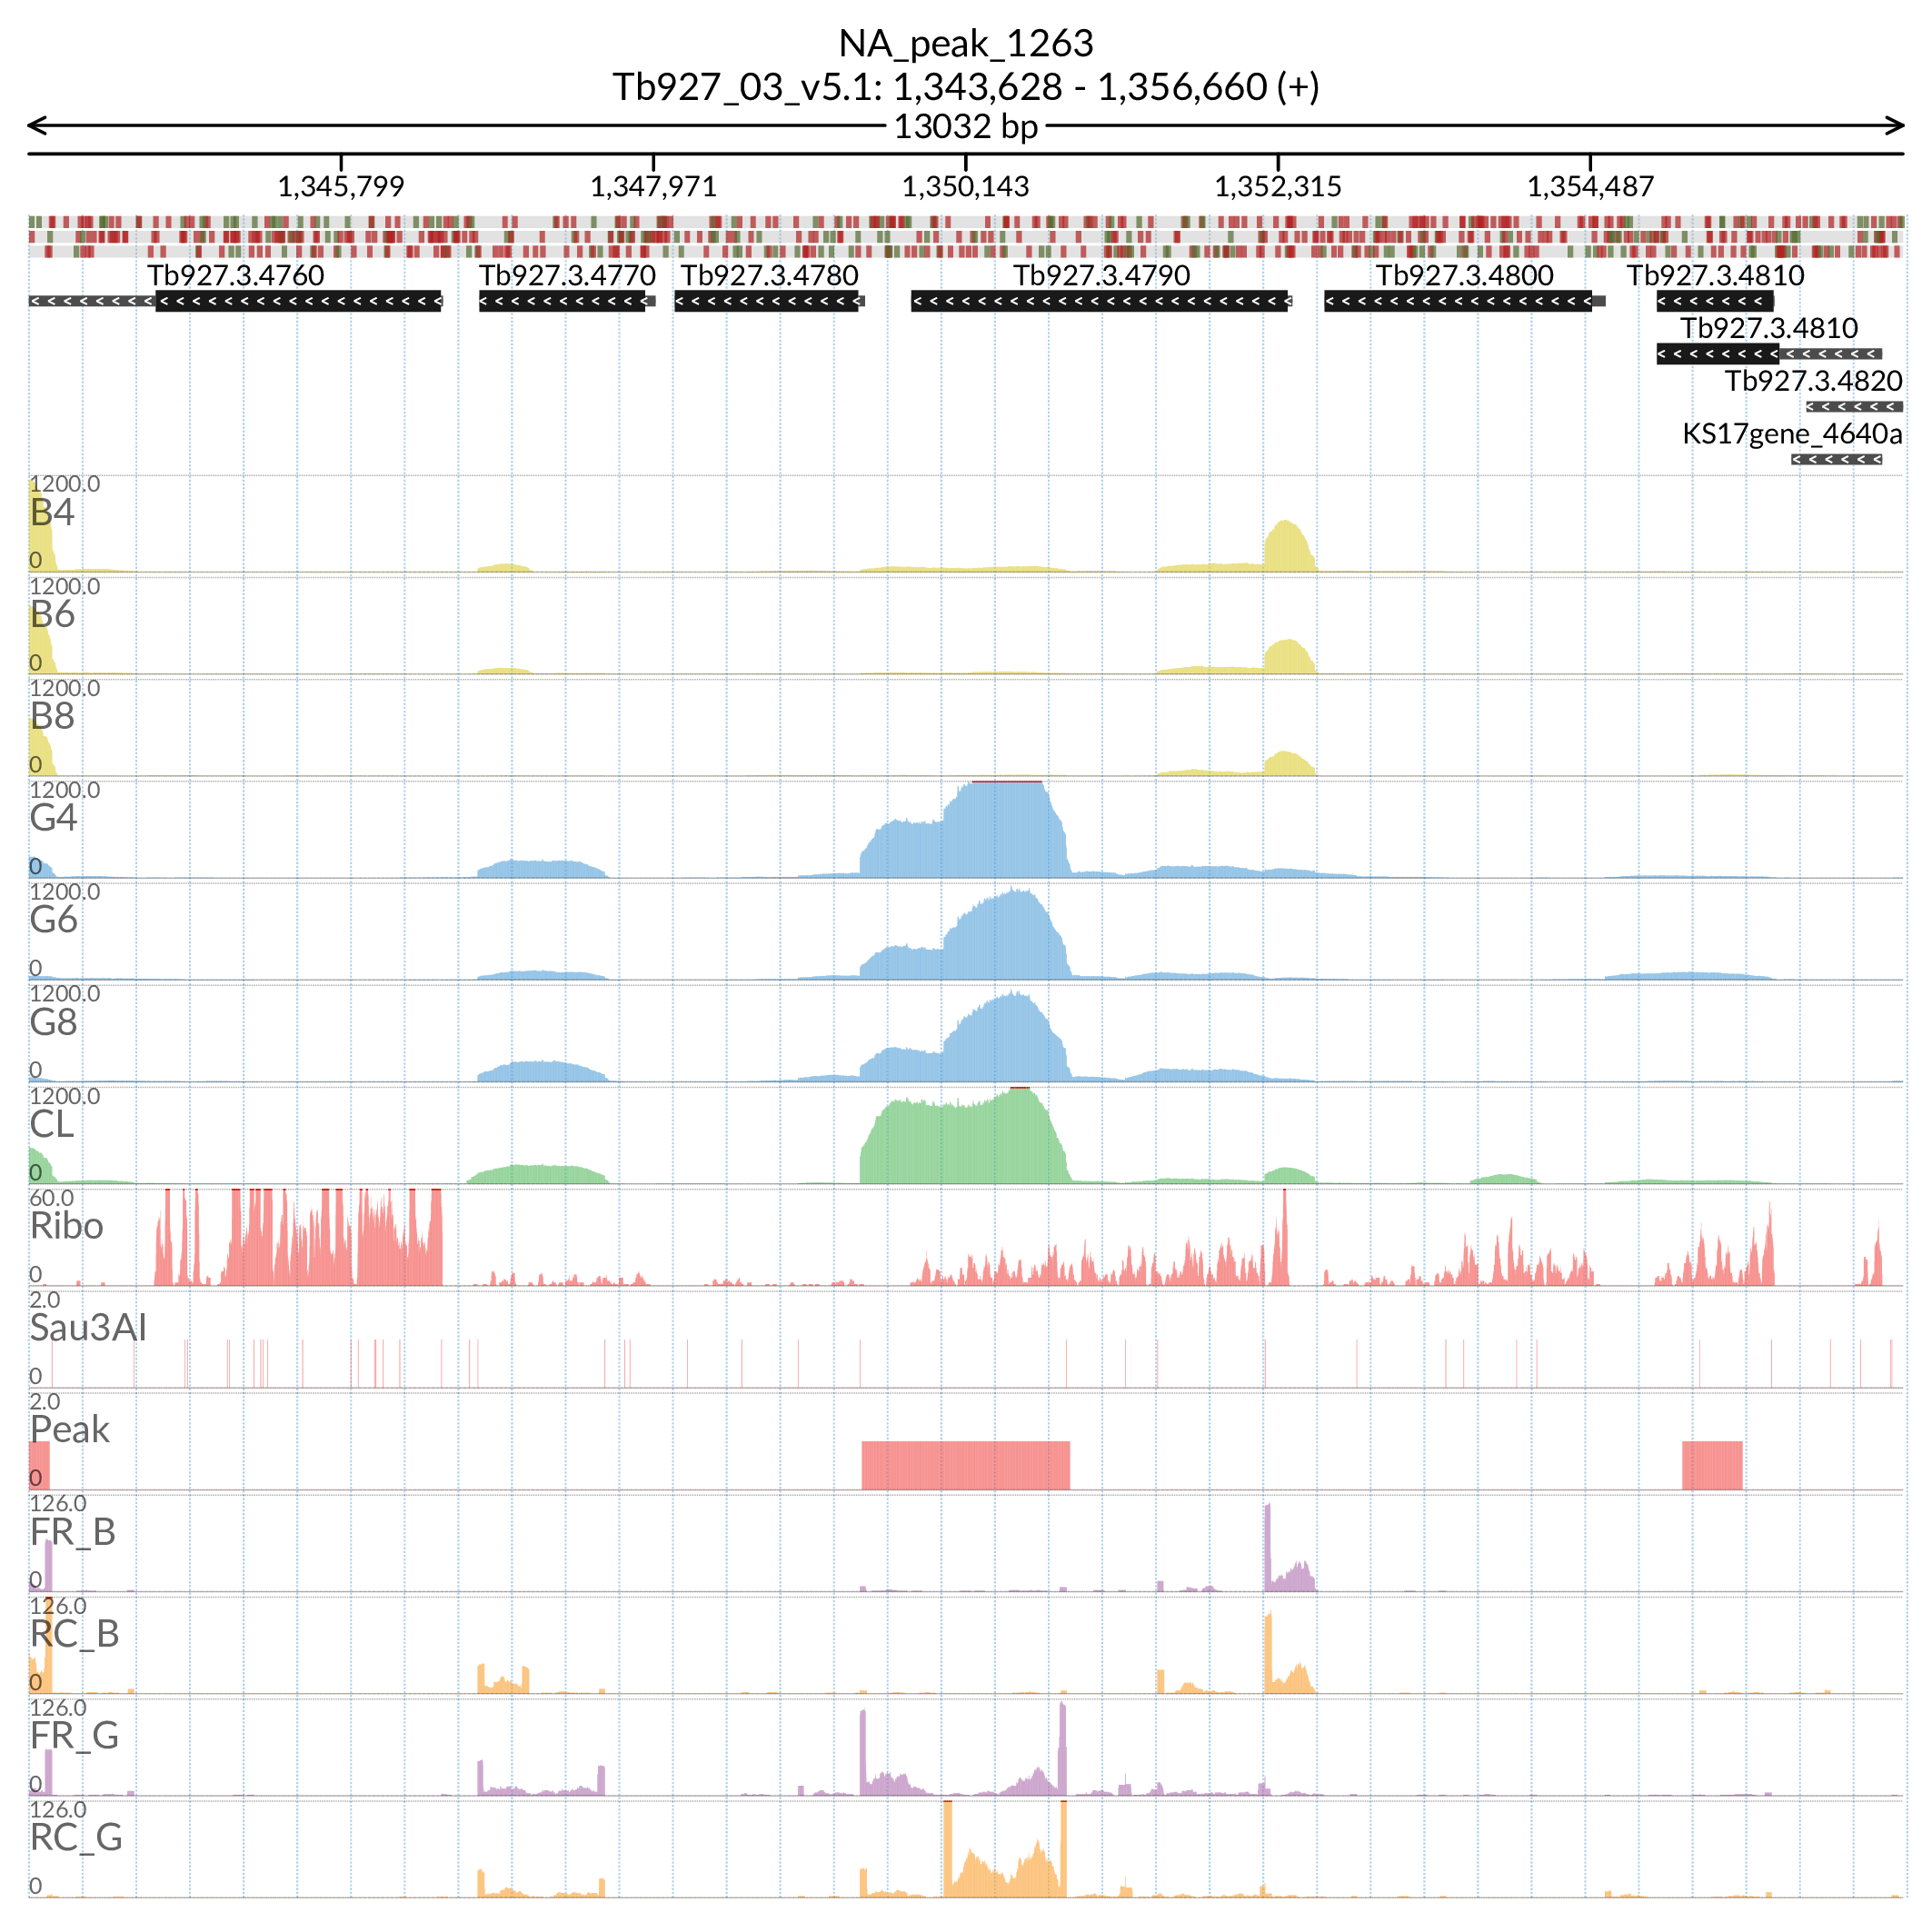 NA_peak_1263
Tb927_03_v5.1: 1,343,628 - 1,356,660 (+)
13032 bp
1,345,799 1,347,971 1,350,143 1,352,315 1,354,487
Tb927.3.4760 Tb927.3.4770 Tb927.3.4780 Tb927.3.4790 Tb927.3.4800 Tb927.3.4810
Tb927.3.4810
Tb927.3.4820
KS17gene_4640a
1200.0
B4
0
1200.0
B6
0
1200.0
B8
0
1200.0
G4
0
1200.0
G6
0
1200.0
G8
0
1200.0
CL
0
60.0
Ribo
0
2.0
Sau3AI
0
2.0
Peak
0
126.0
FR_B
0
126.0
RC_B
0
126.0
FR_G
0
126.0
RC_G
0